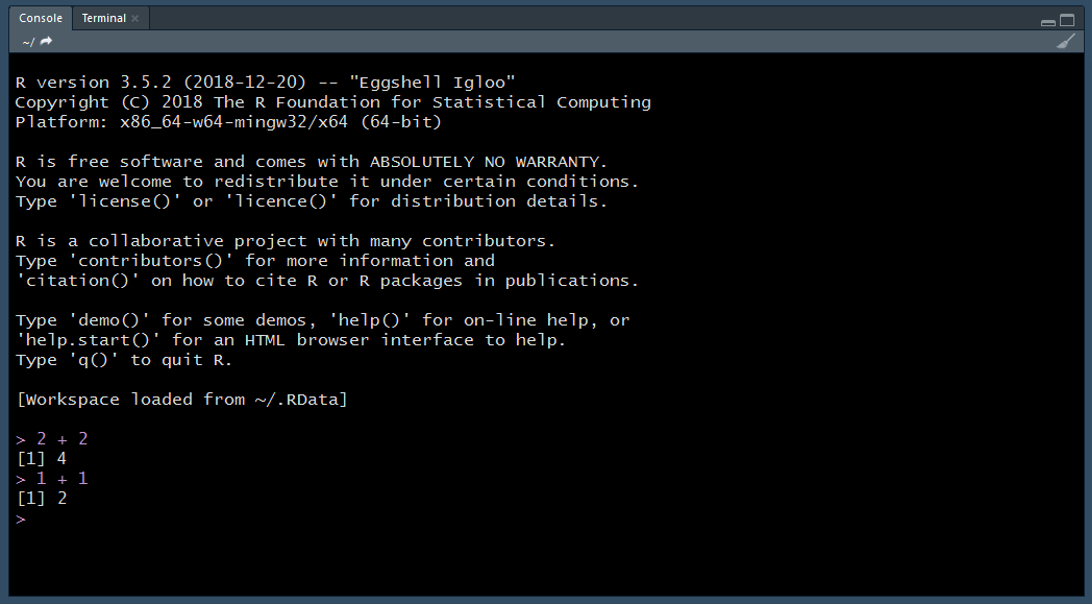 Console Terminal ×
~/
R version 3.5.2 (2018-12-20) -- "Eggshell Igloo"
Copyright (C) 2018 The R Foundation for Statistical Computing
Platform: x86_64-w64-mingw32/x64 (64-bit)
R is free software and comes with ABSOLUTELY NO WARRANTY.
You are welcome to redistribute it under certain conditions.
Type 'license()' or 'licence()' for distribution details.
R is a collaborative project with many contributors.
Type 'contributors()' for more information and
'citation()' on how to cite R or R packages in publications.
Type 'demo()' for some demos, 'help()' for on-line help, or
'help.start()' for an HTML browser interface to help.
Type 'q()' to quit R.
[Workspace loaded from ~/.RData]
> 2 + 2
[1] 4
> 1 + 1
[1] 2
>